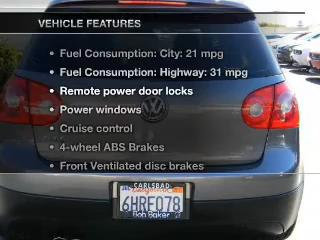 VEHICLE FEATURES
• Fuel Consumption: City: 21 mpg
• Fuel Consumption: Highway: 31 mpg
• Remote power door locks
• Power windows
• Cruise control
• 4-wheel ABS Brakes
• Front Ventilated disc brakes
CARLSBAD
California
6HRE078
Bob Baker